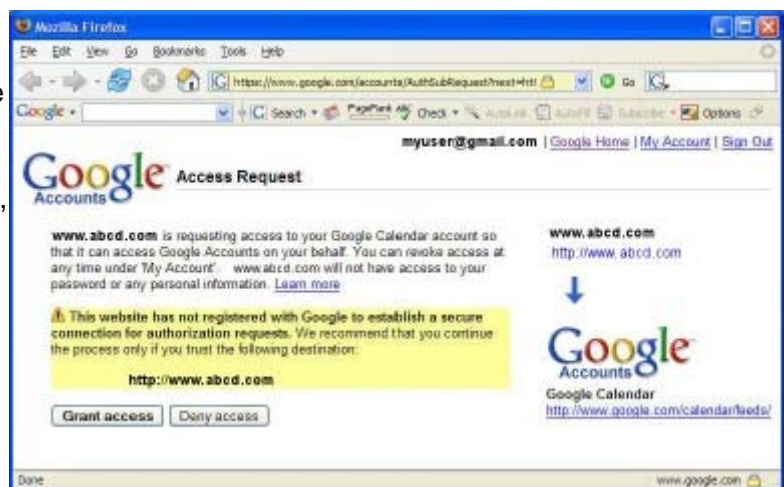 Mozilla Firefox
File Edit View Go Bookmarks Tools Help
https://www.google.com/accounts/AuthSubRequest?next=htt Go
Google Search PageRank Check AutoLink AutoFill Subscribe Options
e
myuser@gmail.com | Google Home | My Account | Sign Out
Google Accounts
Access Request
,
www.abcd.com is requesting access to your Google Calendar account so
that it can access Google Accounts on your behalf. You can revoke access at
any time under 'My Account'. www.abcd.com will not have access to your
password or any personal information. Learn more
This website has not registered with Google to establish a secure
connection for authorization requests. We recommend that you continue
the process only if you trust the following destination:
http://www.abcd.com
Grant access Deny access
www.abcd.com
http://www.abcd.com
Google
Accounts
Google Calendar
http://www.google.com/calendar/feeds/
Done www.google.com